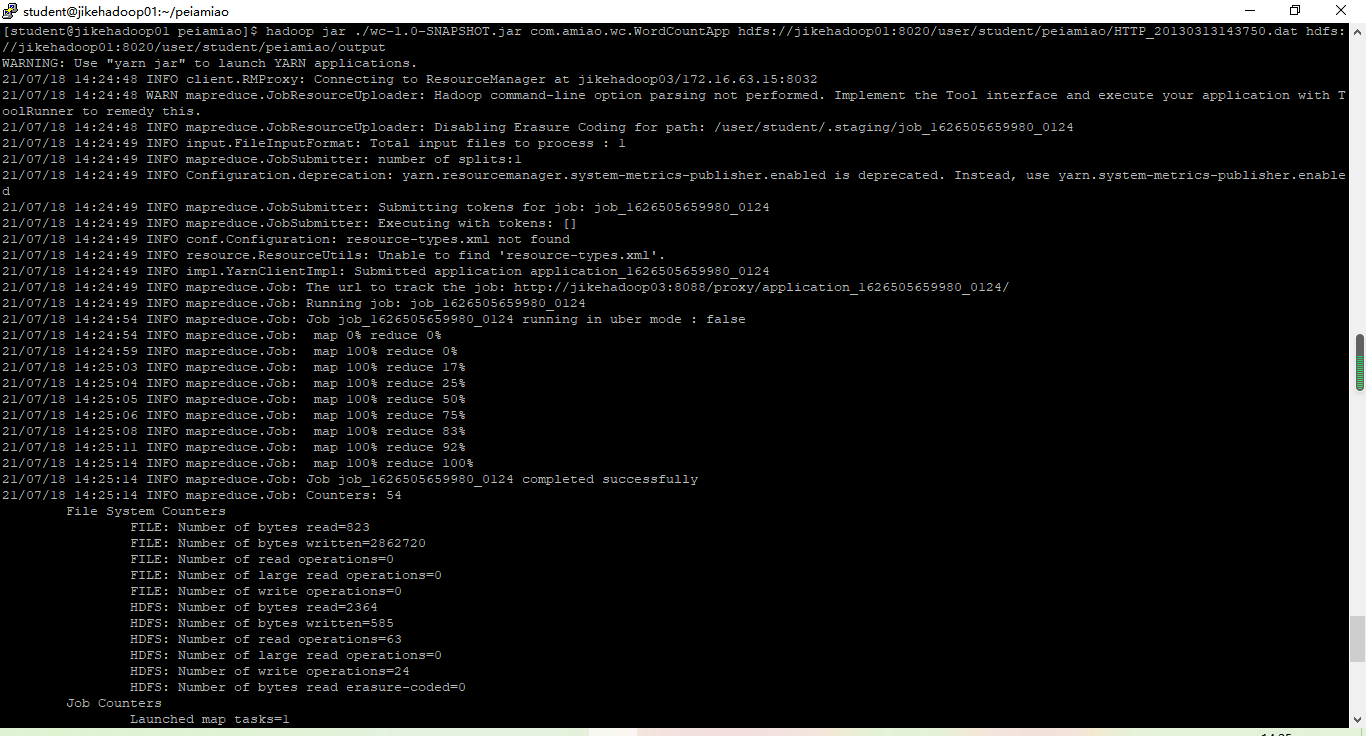 student@jikehadoop01:~/peiamiao
[student@jikehadoop01 peiamiao]$ hadoop jar ./wc-1.0-SNAPSHOT.jar com.amiao.wc.WordCountApp hdfs://jikehadoop01:8020/user/student/peiamiao/HTTP_20130313143750.dat hdfs:
//jikehadoop01:8020/user/student/peiamiao/output
WARNING: Use "yarn jar" to launch YARN applications.
21/07/18 14:24:48 INFO client.RMProxy: Connecting to ResourceManager at jikehadoop03/172.16.63.15:8032
21/07/18 14:24:48 WARN mapreduce.JobResourceUploader: Hadoop command-line option parsing not performed. Implement the Tool interface and execute your application with T
oolRunner to remedy this.
21/07/18 14:24:48 INFO mapreduce.JobResourceUploader: Disabling Erasure Coding for path: /user/student/.staging/job_1626505659980_0124
21/07/18 14:24:49 INFO input.FileInputFormat: Total input files to process : 1
21/07/18 14:24:49 INFO mapreduce.JobSubmitter: number of splits:1
21/07/18 14:24:49 INFO Configuration.deprecation: yarn.resourcemanager.system-metrics-publisher.enabled is deprecated. Instead, use yarn.system-metrics-publisher.enable
d
21/07/18 14:24:49 INFO mapreduce.JobSubmitter: Submitting tokens for job: job_1626505659980_0124
21/07/18 14:24:49 INFO mapreduce.JobSubmitter: Executing with tokens: []
21/07/18 14:24:49 INFO conf.Configuration: resource-types.xml not found
21/07/18 14:24:49 INFO resource.ResourceUtils: Unable to find 'resource-types.xml'.
21/07/18 14:24:49 INFO impl.YarnClientImpl: Submitted application application_1626505659980_0124
21/07/18 14:24:49 INFO mapreduce.Job: The url to track the job: http://jikehadoop03:8088/proxy/application_1626505659980_0124/
21/07/18 14:24:49 INFO mapreduce.Job: Running job: job_1626505659980_0124
21/07/18 14:24:54 INFO mapreduce.Job: Job job_1626505659980_0124 running in uber mode : false
21/07/18 14:24:54 INFO mapreduce.Job:  map 0% reduce 0%
21/07/18 14:24:59 INFO mapreduce.Job:  map 100% reduce 0%
21/07/18 14:25:03 INFO mapreduce.Job:  map 100% reduce 17%
21/07/18 14:25:04 INFO mapreduce.Job:  map 100% reduce 25%
21/07/18 14:25:05 INFO mapreduce.Job:  map 100% reduce 50%
21/07/18 14:25:06 INFO mapreduce.Job:  map 100% reduce 75%
21/07/18 14:25:08 INFO mapreduce.Job:  map 100% reduce 83%
21/07/18 14:25:11 INFO mapreduce.Job:  map 100% reduce 92%
21/07/18 14:25:14 INFO mapreduce.Job:  map 100% reduce 100%
21/07/18 14:25:14 INFO mapreduce.Job: Job job_1626505659980_0124 completed successfully
21/07/18 14:25:14 INFO mapreduce.Job: Counters: 54
File System Counters
FILE: Number of bytes read=823
FILE: Number of bytes written=2862720
FILE: Number of read operations=0
FILE: Number of large read operations=0
FILE: Number of write operations=0
HDFS: Number of bytes read=2364
HDFS: Number of bytes written=585
HDFS: Number of read operations=63
HDFS: Number of large read operations=0
HDFS: Number of write operations=24
HDFS: Number of bytes read erasure-coded=0
Job Counters
Launched map tasks=1